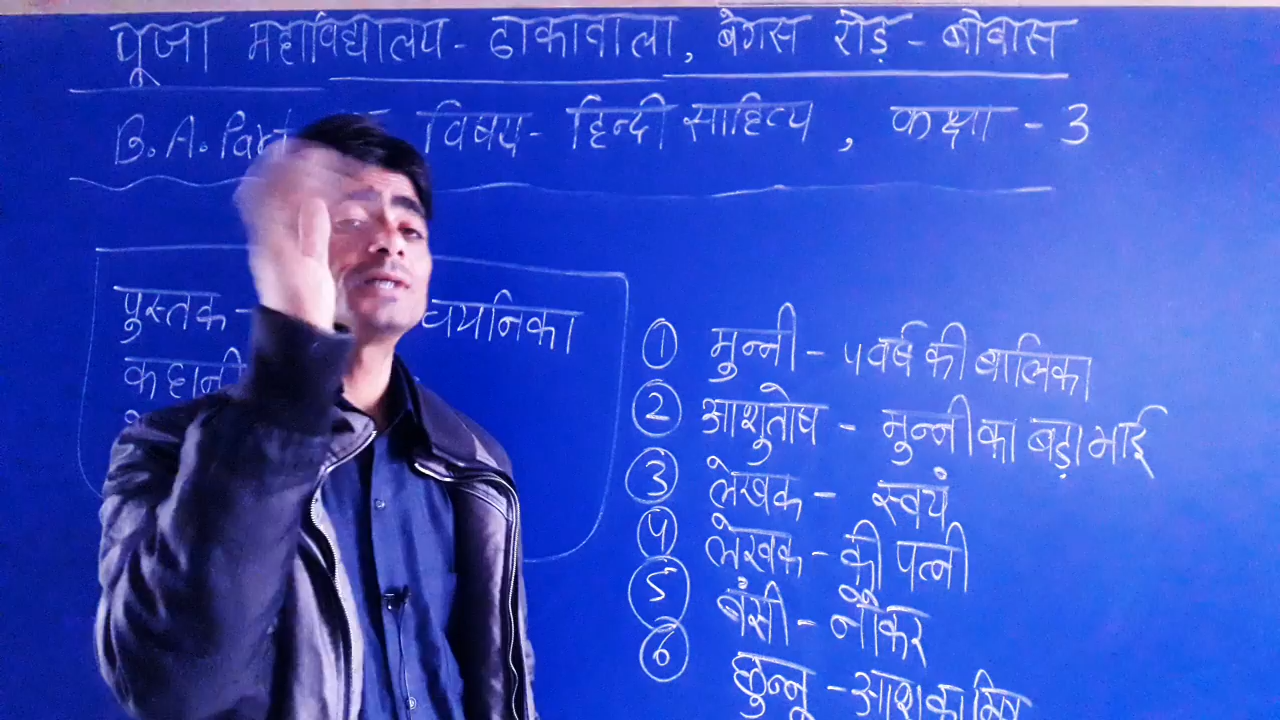 पूजा महाविद्यालय - ढाकावाला, बेगस रोड़ - बोबास
B.A. Part विषय - हिन्दी साहित्य, कक्षा - 3
पुस्तक - चयनिका
कहानी
① मुन्नी - 4 वर्ष की बालिका
② आशुतोष - मुन्नी का बड़ा भाई
③ लेखक - स्वयं
④ लेखक - की पत्नी
⑤ बंसी - नौकर
⑥ छुन्नू - आशु का मित्र